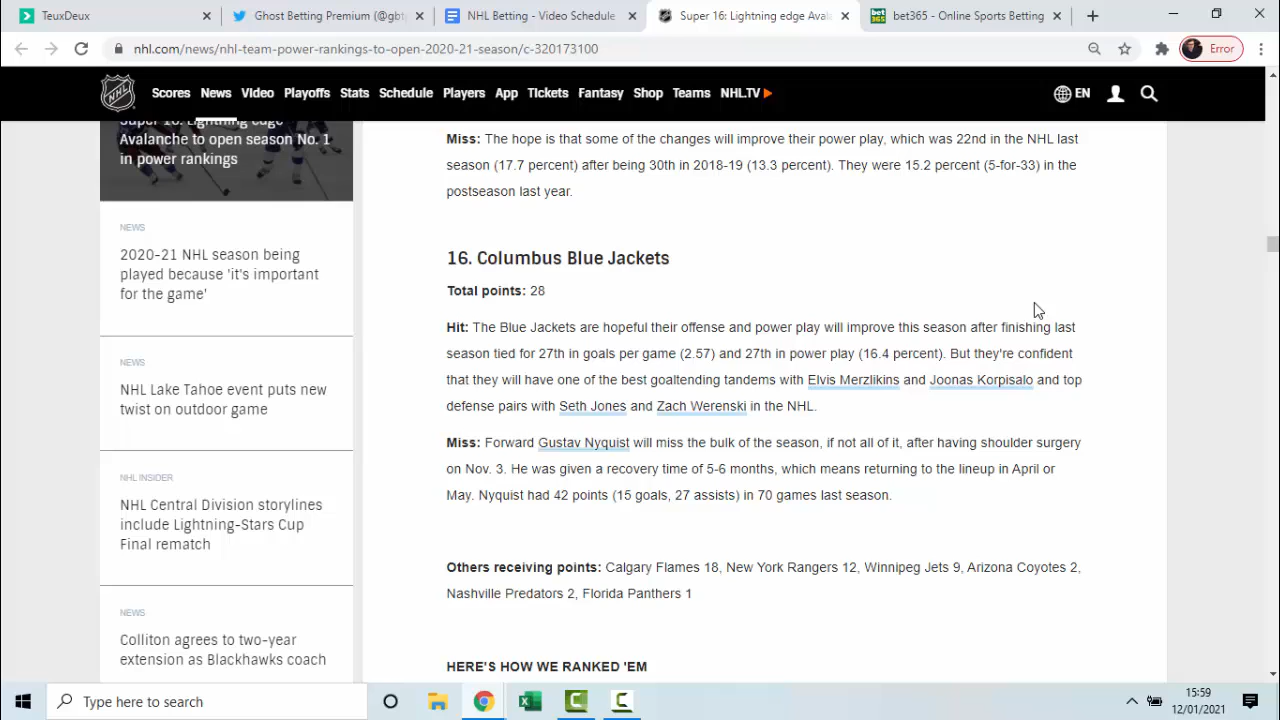 TeuxDeux
Ghost Betting Premium (@g
NHL Betting - Video Schedule
Super 16: Lightning edge Avala
bet365 - Online Sports Betting
nhl.com/news/nhl-team-power-rankings-to-open-2020-21-season/c-320173100
Error
NHL
Scores News Video Playoffs Stats Schedule Players App Tickets Fantasy Shop Teams NHL.TV
EN
Super 16: Lightning edge
Avalanche to open season No. 1
in power rankings
NEWS
2020-21 NHL season being
played because 'it's important
for the game'
NEWS
NHL Lake Tahoe event puts new
twist on outdoor game
NHL INSIDER
NHL Central Division storylines
include Lightning-Stars Cup
Final rematch
NEWS
Colliton agrees to two-year
extension as Blackhawks coach
Miss: The hope is that some of the changes will improve their power play, which was 22nd in the NHL last
season (17.7 percent) after being 30th in 2018-19 (13.3 percent). They were 15.2 percent (5-for-33) in the
postseason last year.
16. Columbus Blue Jackets
Total points: 28
Hit: The Blue Jackets are hopeful their offense and power play will improve this season after finishing last
season tied for 27th in goals per game (2.57) and 27th in power play (16.4 percent). But they're confident
that they will have one of the best goaltending tandems with Elvis Merzlikins and Joonas Korpisalo and top
defense pairs with Seth Jones and Zach Werenski in the NHL.
Miss: Forward Gustav Nyquist will miss the bulk of the season, if not all of it, after having shoulder surgery
on Nov. 3. He was given a recovery time of 5-6 months, which means returning to the lineup in April or
May. Nyquist had 42 points (15 goals, 27 assists) in 70 games last season.
Others receiving points: Calgary Flames 18, New York Rangers 12, Winnipeg Jets 9, Arizona Coyotes 2,
Nashville Predators 2, Florida Panthers 1
HERE'S HOW WE RANKED 'EM
Type here to search
15:59
12/01/2021